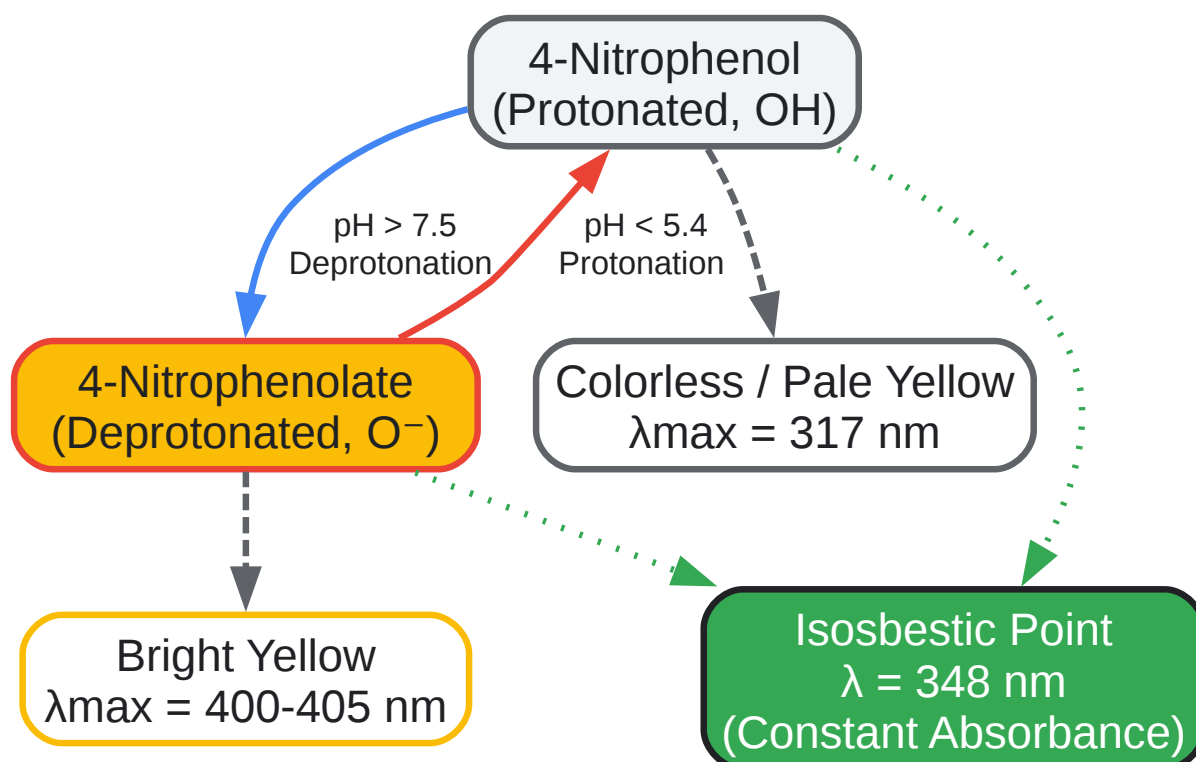 4-Nitrophenol
(Protonated, OH)
pH > 7.5
Deprotonation
pH < 5.4
Protonation
4-Nitrophenolate
(Deprotonated, O⁻)
Colorless / Pale Yellow
λmax = 317 nm
Bright Yellow
λmax = 400-405 nm
Isosbestic Point
λ = 348 nm
(Constant Absorbance)